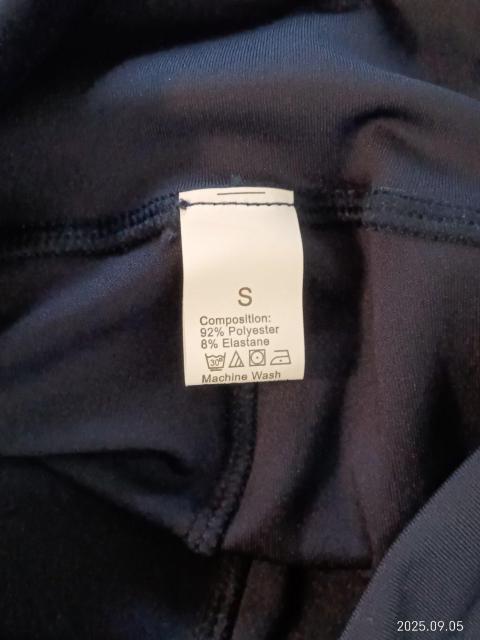 S
Composition:
92% Polyester
8% Elastane
30°
Machine Wash
2025.09.05